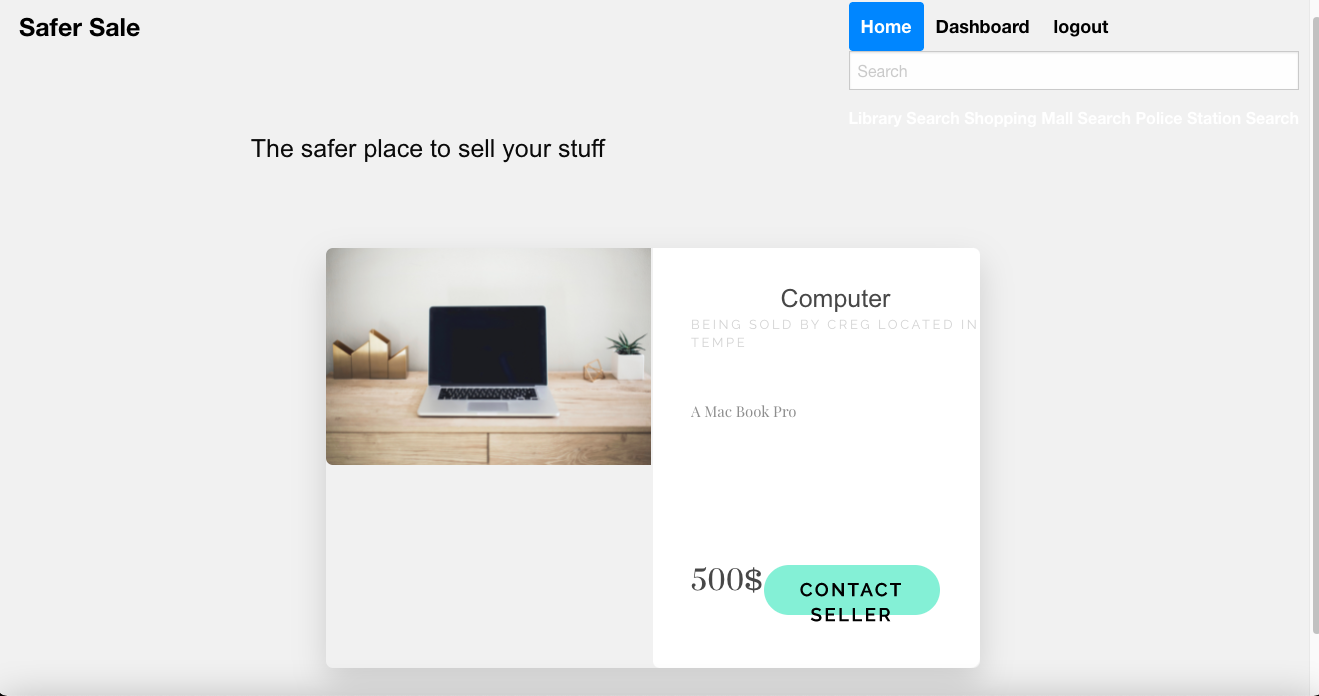 Safer Sale
Home Dashboard logout
Search
Library Search Shopping Mall Search Police Station Search
The safer place to sell your stuff
Computer
BEING SOLD BY CREG LOCATED IN
TEMPE
A Mac Book Pro
500$
CONTACT
SELLER